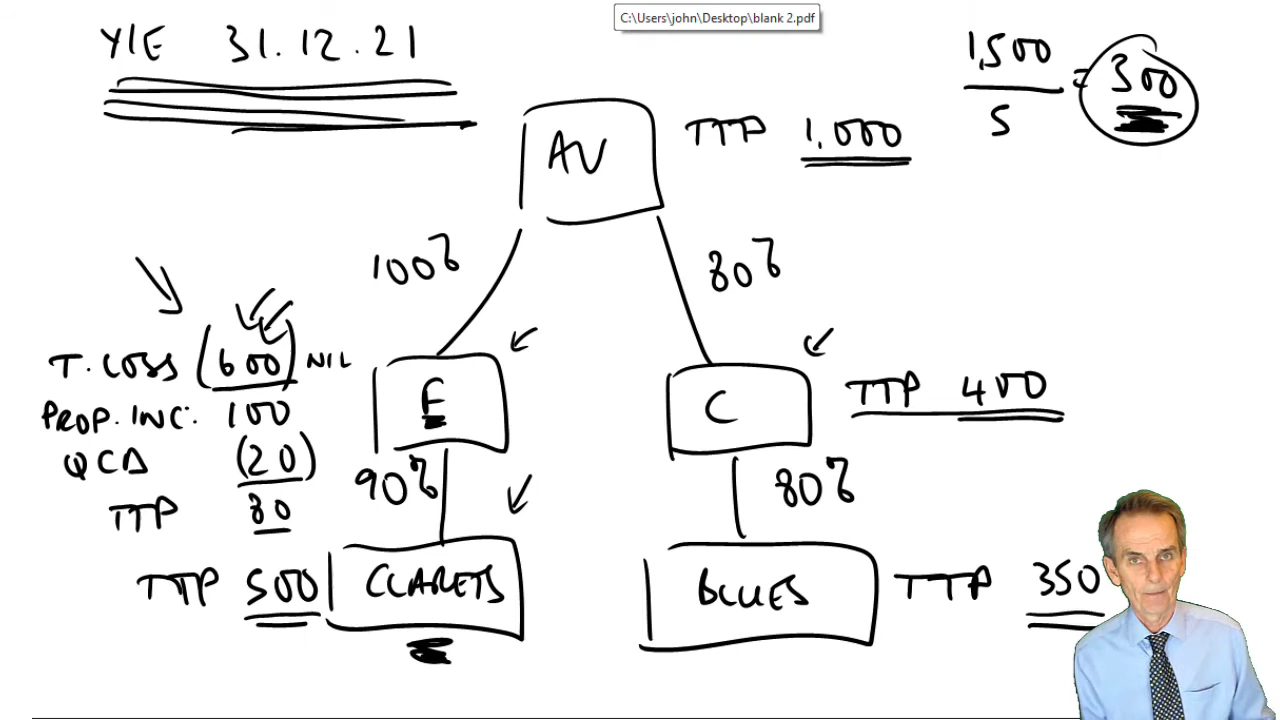 C:\Users\john\Desktop\blank 2.pdf
Y/E 31.12.21
1,500
5
= 300
AV
TTP 1,000
100%
80%
T. LOSS (600) NIL
PROP. INC. 100
QCD (20)
TTP 80
F
C
TTP 400
90%
80%
TTP 500
CLARETS
BLUES
TTP 350